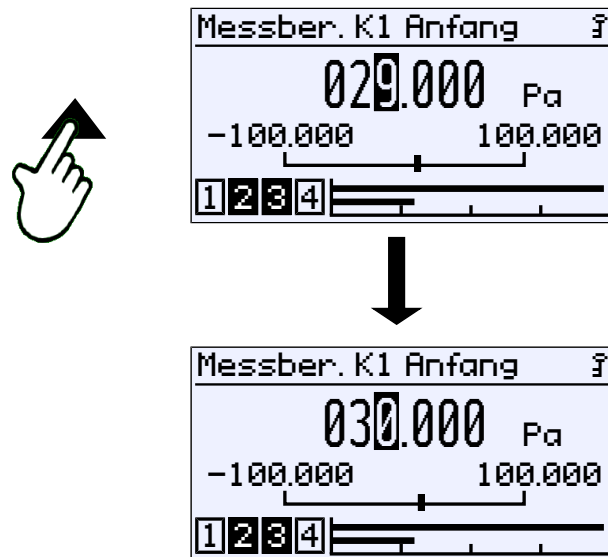 Messber. K1 Anfang
029.000 Pa
-100.000 100.000
1 2 3 4
Messber. K1 Anfang
030.000 Pa
-100.000 100.000
1 2 3 4